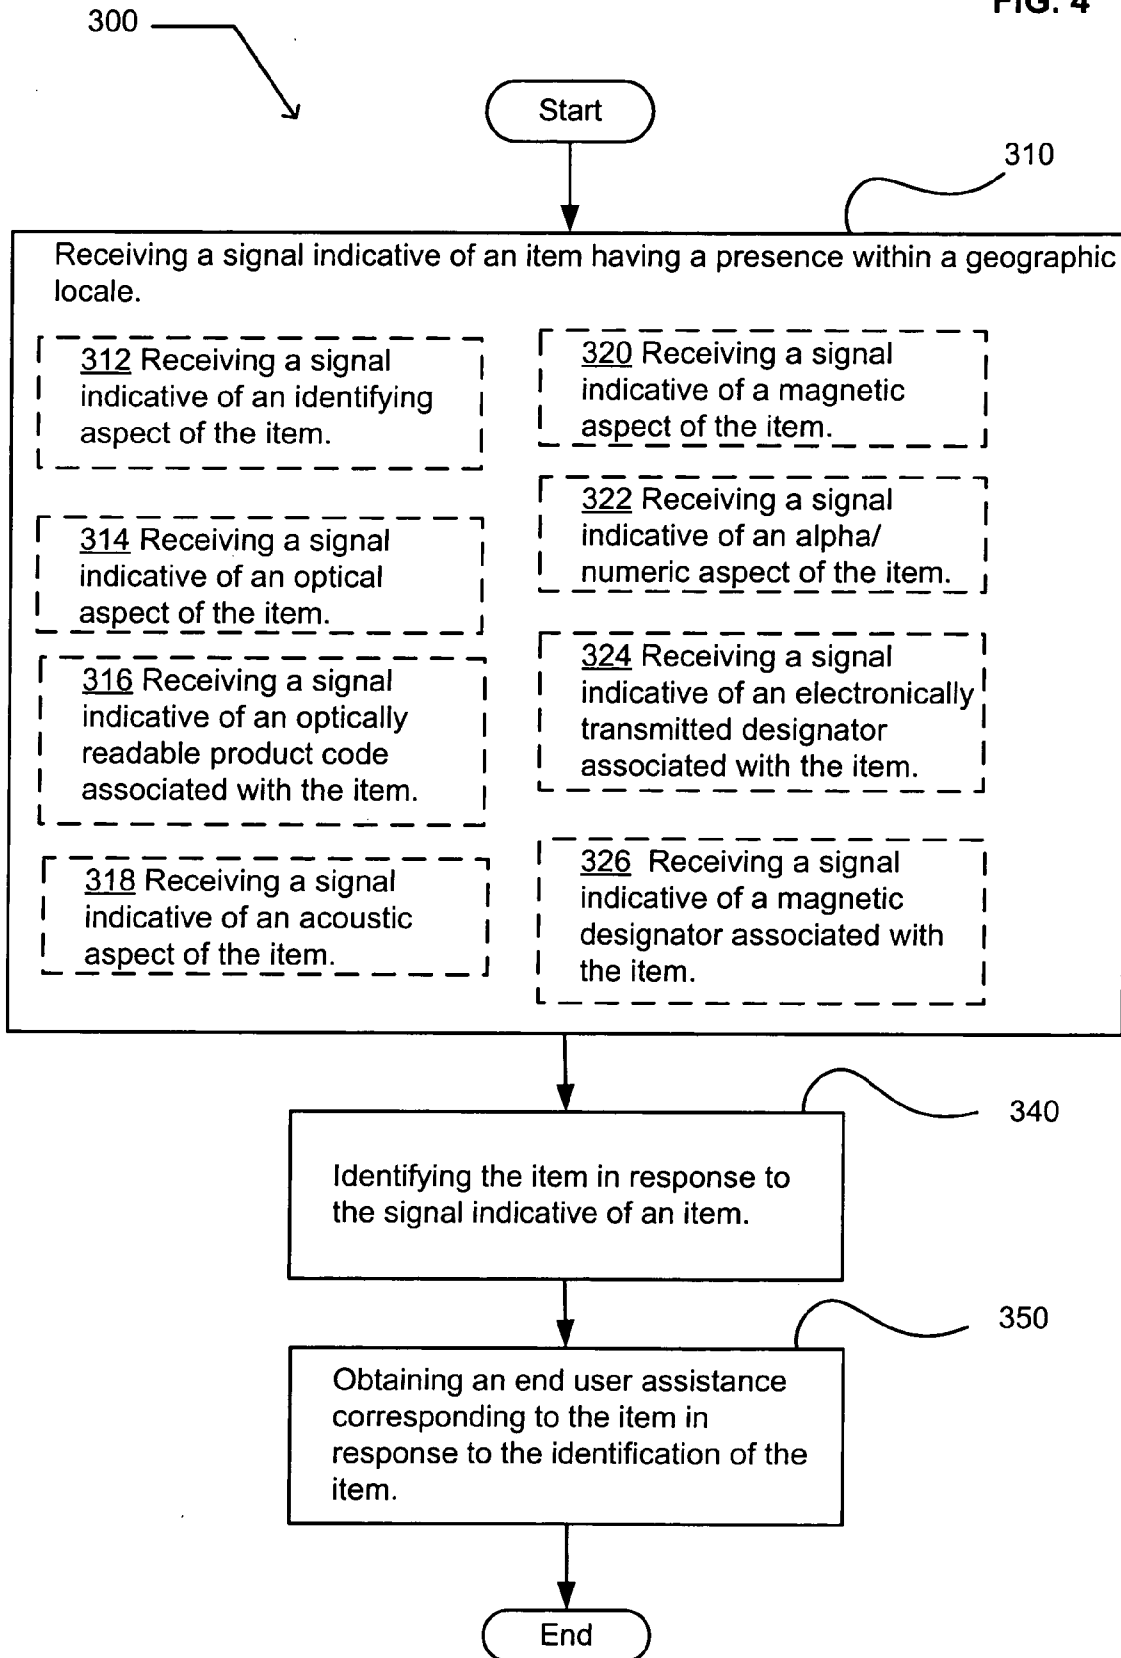 FIG. 4
300
Start
310
Receiving a signal indicative of an item having a presence within a geographic
locale.
312 Receiving a signal
indicative of an identifying
aspect of the item.
314 Receiving a signal
indicative of an optical
aspect of the item.
316 Receiving a signal
indicative of an optically
readable product code
associated with the item.
318 Receiving a signal
indicative of an acoustic
aspect of the item.
320 Receiving a signal
indicative of a magnetic
aspect of the item.
322 Receiving a signal
indicative of an alpha/
numeric aspect of the item.
324 Receiving a signal
indicative of an electronically
transmitted designator
associated with the item.
326 Receiving a signal
indicative of a magnetic
designator associated with
the item.
340
Identifying the item in response to
the signal indicative of an item.
350
Obtaining an end user assistance
corresponding to the item in
response to the identification of the
item.
End